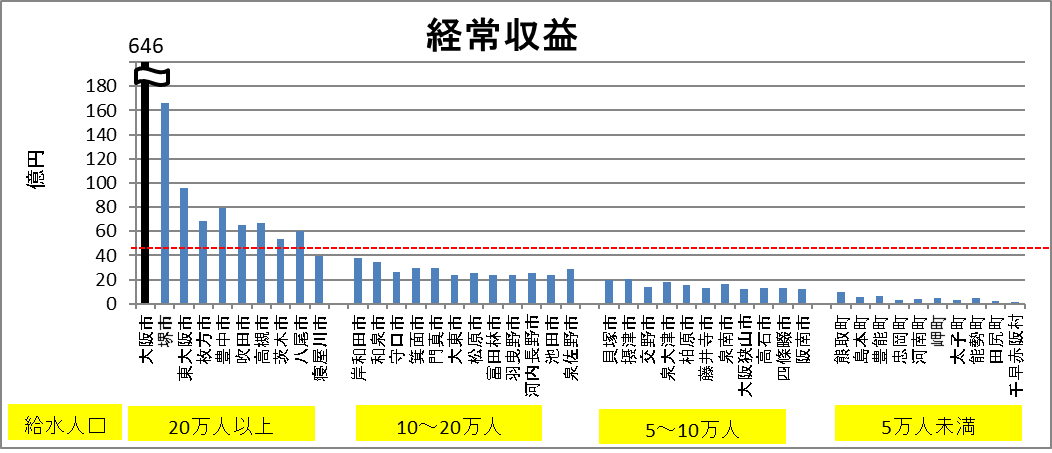 経常収益
646
億円
180
160
140
120
100
80
60
40
20
0
大阪市
堺市
東大阪市
枚方市
豊中市
吹田市
高槻市
茨木市
八尾市
寝屋川市
岸和田市
和泉市
守口市
箕面市
門真市
大東市
松原市
富田林市
羽曳野市
河内長野市
池田市
泉佐野市
貝塚市
摂津市
交野市
泉大津市
柏原市
藤井寺市
泉南市
大阪狭山市
高石市
四條畷市
阪南市
熊取町
島本町
豊能町
忠岡町
河南町
岬町
太子町
能勢町
田尻町
千早赤阪村
給水人口
20万人以上
10～20万人
5～10万人
5万人未満